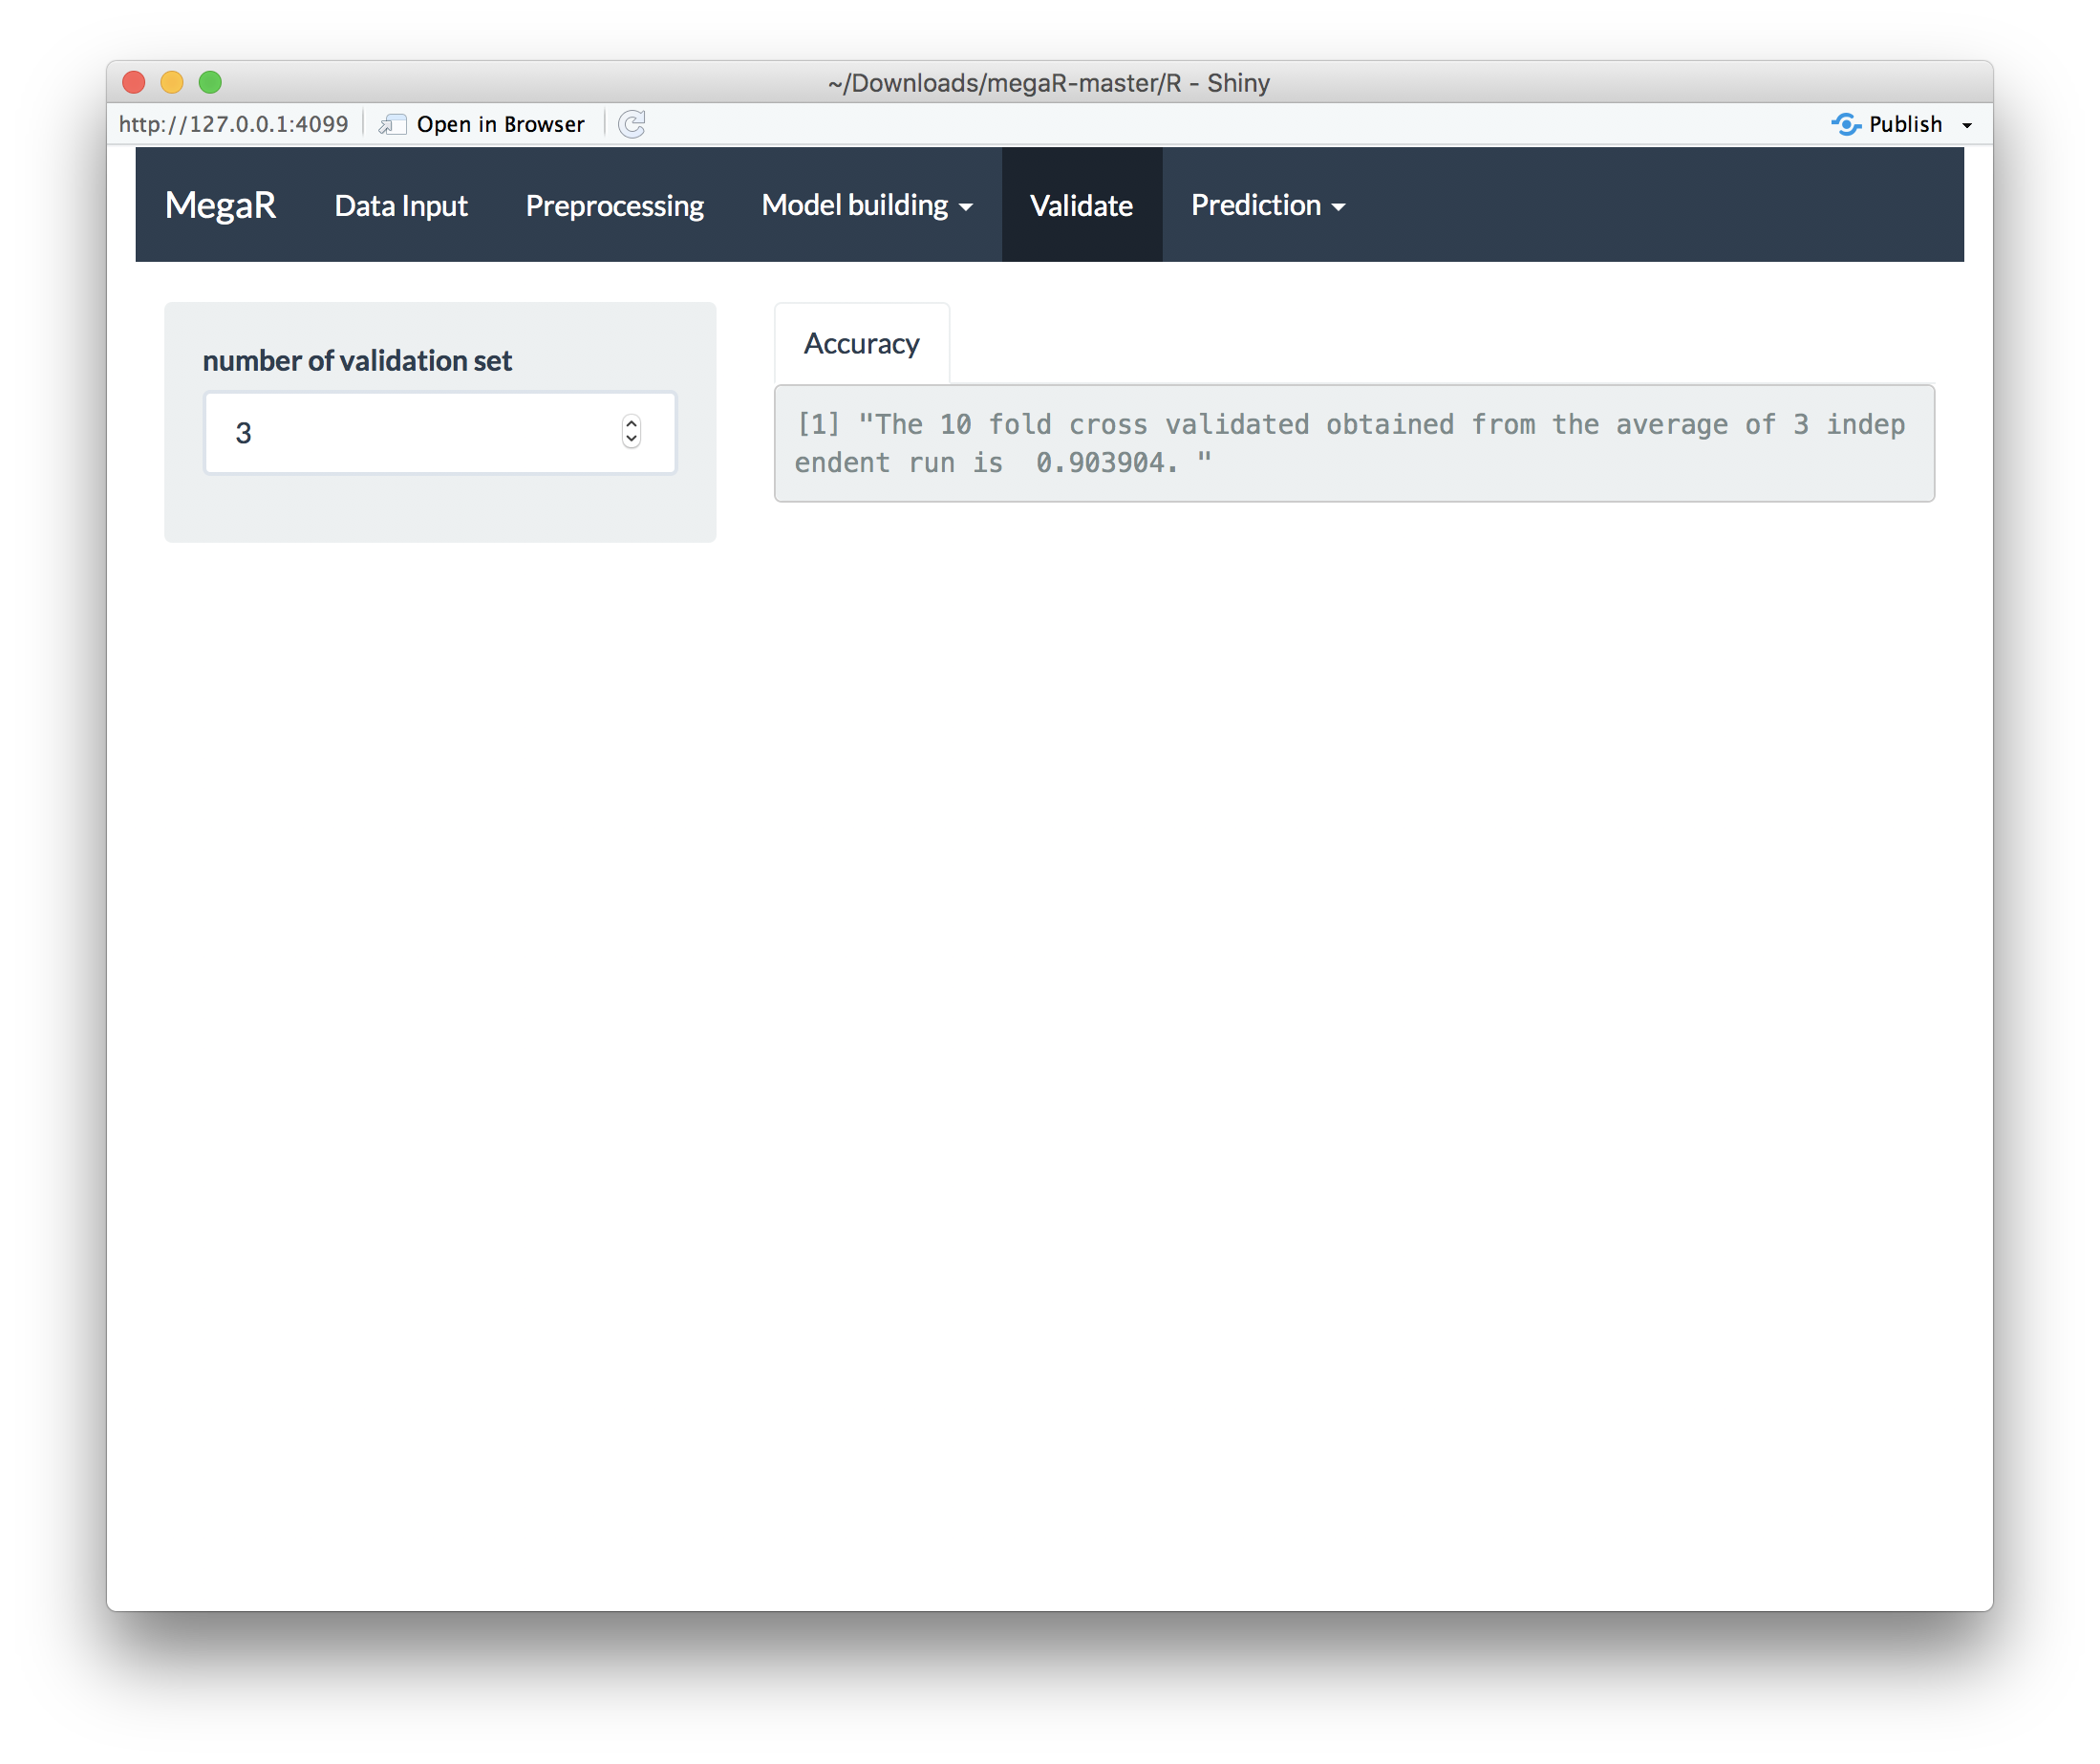 ~/Downloads/megaR-master/R - Shiny
http://127.0.0.1:4099 Open in Browser Publish
MegaR Data Input Preprocessing Model building Validate Prediction
number of validation set
3
Accuracy
[1] "The 10 fold cross validated obtained from the average of 3 indep
endent run is  0.903904. "